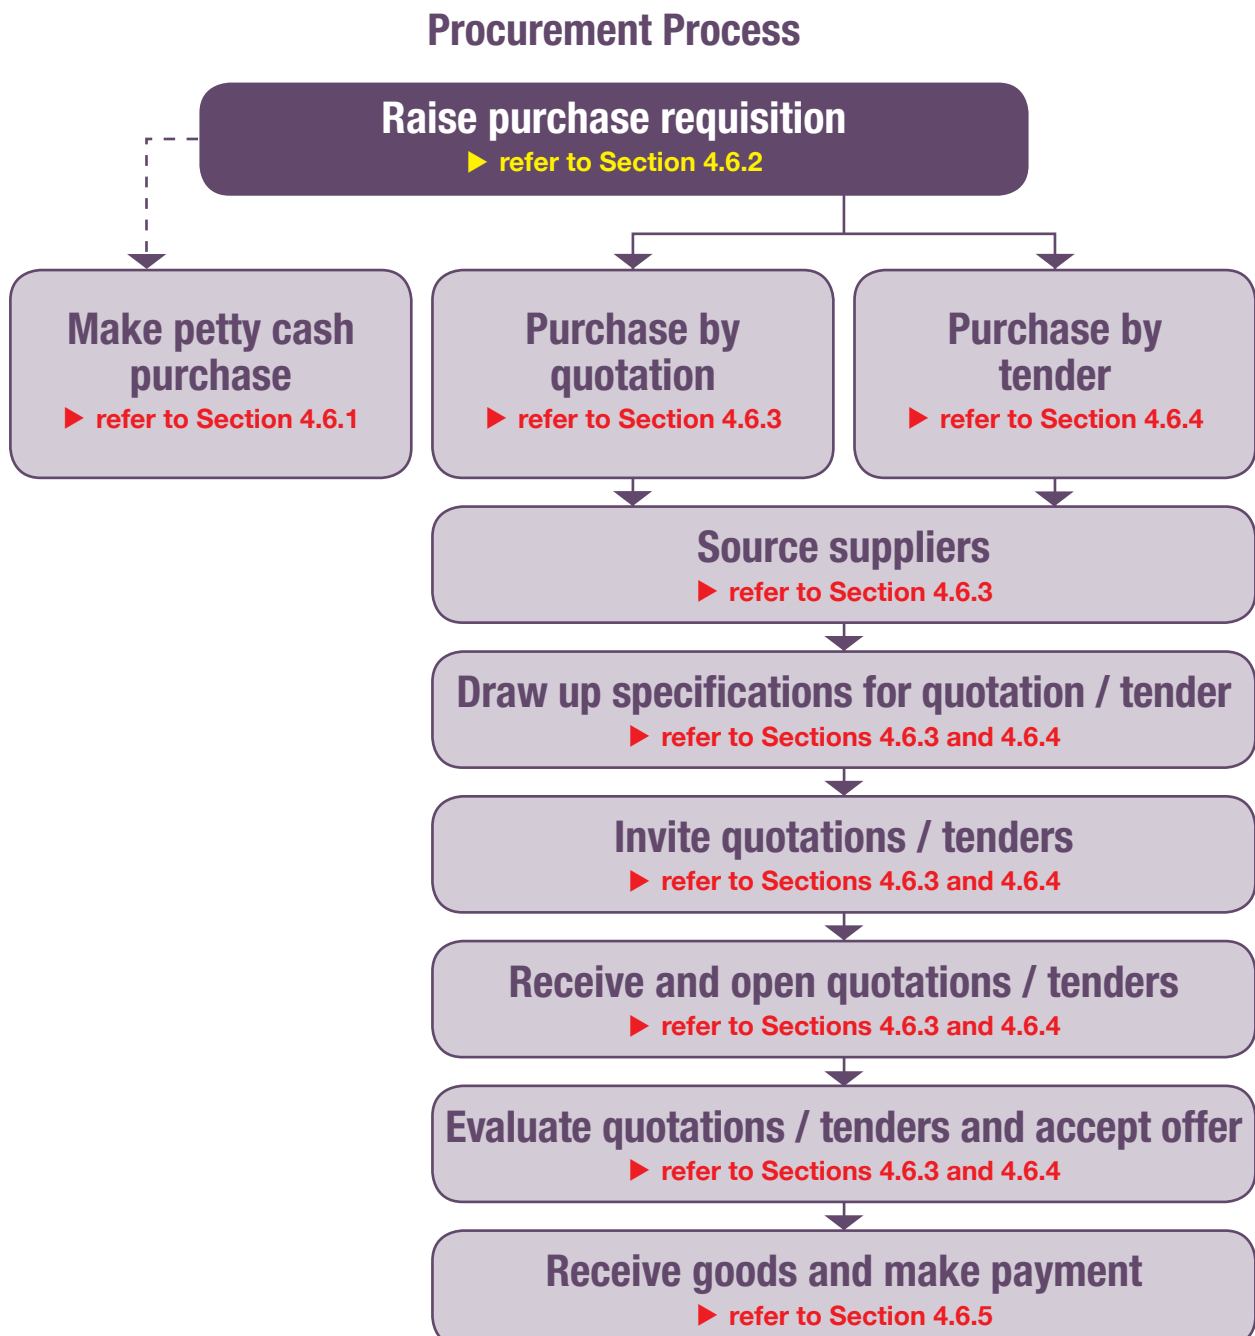 Procurement Process
Raise purchase requisition
▶ refer to Section 4.6.2
Make petty cash
purchase
▶ refer to Section 4.6.1
Purchase by
quotation
▶ refer to Section 4.6.3
Purchase by
tender
▶ refer to Section 4.6.4
Source suppliers
▶ refer to Section 4.6.3
Draw up specifications for quotation / tender
▶ refer to Sections 4.6.3 and 4.6.4
Invite quotations / tenders
▶ refer to Sections 4.6.3 and 4.6.4
Receive and open quotations / tenders
▶ refer to Sections 4.6.3 and 4.6.4
Evaluate quotations / tenders and accept offer
▶ refer to Sections 4.6.3 and 4.6.4
Receive goods and make payment
▶ refer to Section 4.6.5